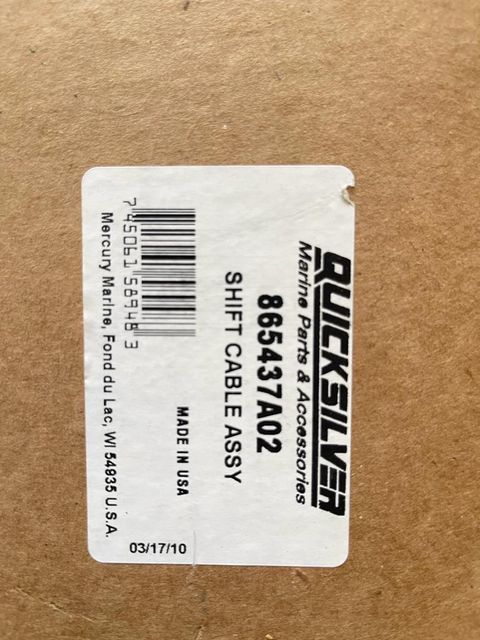 QUICKSILVER
Marine Parts & Accessories
865437A02
SHIFT CABLE ASSY
MADE IN USA
7 45061 58948 3
Mercury Marine, Fond du Lac, WI 54935 U.S.A.
03/17/10